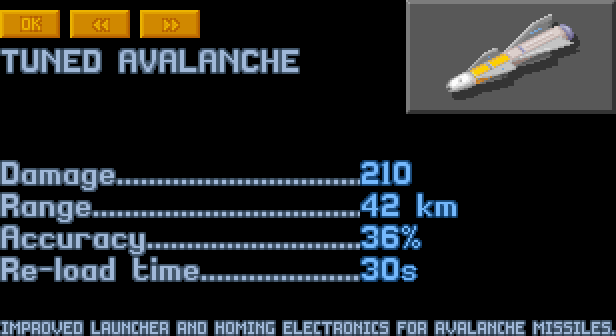 OK
TUNED AVALANCHE
Damage................................210
Range...................................42 km
Accuracy............................36%
Re-load time.....................30s
IMPROVED LAUNCHER AND HOMING ELECTRONICS FOR AVALANCHE MISSILES.